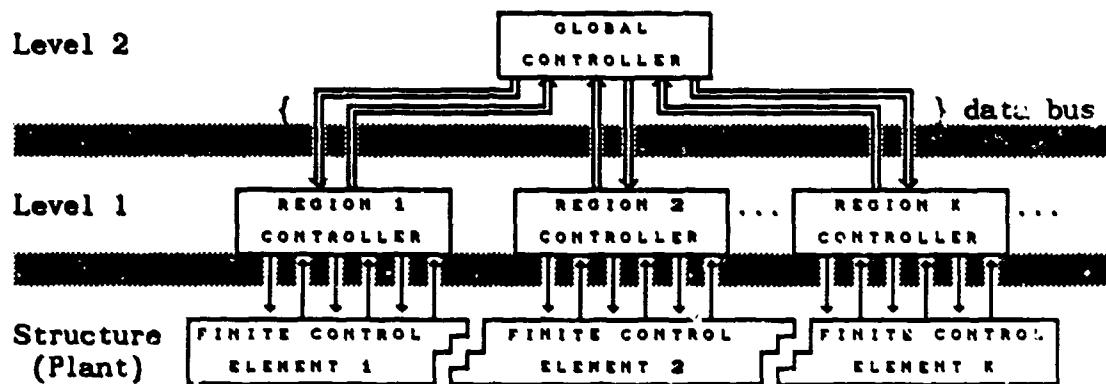 Level 2
GLOBAL
CONTROLLER
{ } data bus
Level 1
REGION 1
CONTROLLER
REGION 2
CONTROLLER
...
REGION K
CONTROLLER
...
Structure
(Plant)
FINITE CONTROL
ELEMENT 1
FINITE CONTROL
ELEMENT 2
FINITE CONTROL
ELEMENT K